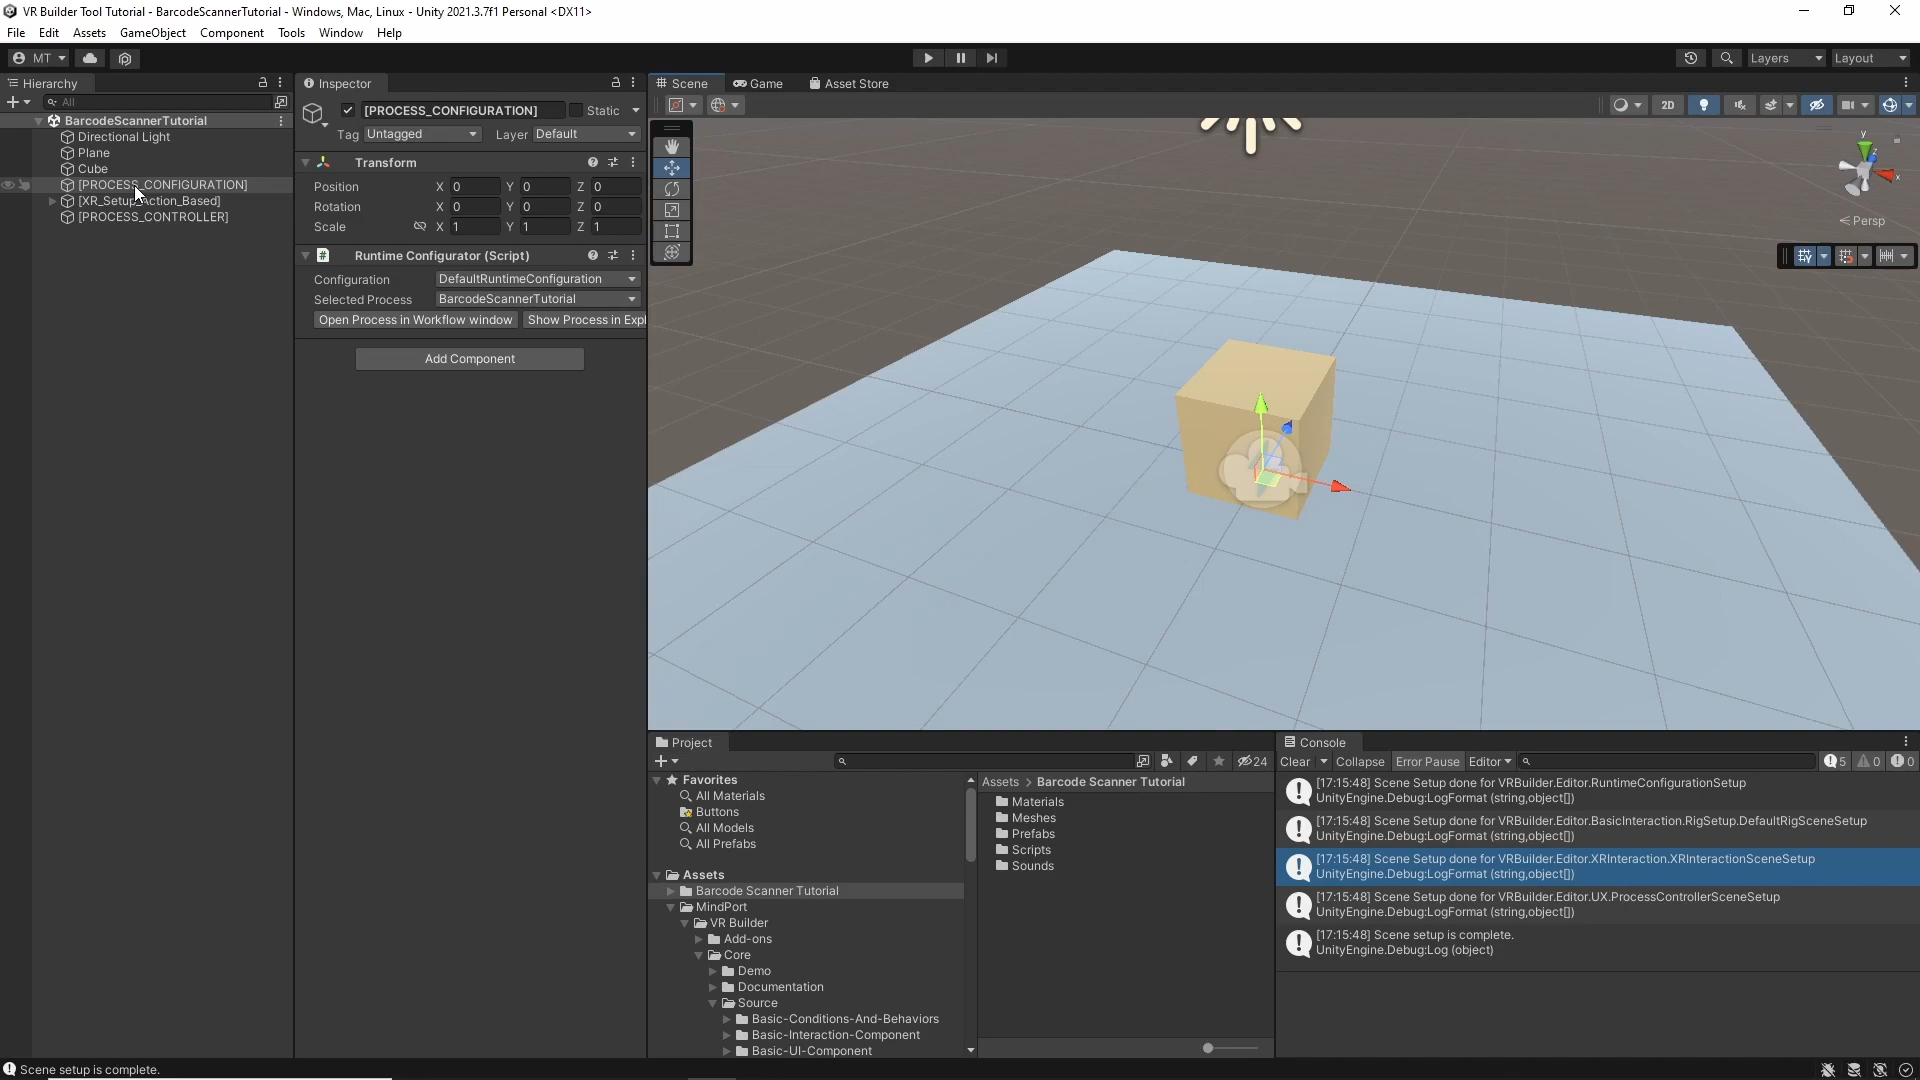 VR Builder Tool Tutorial - BarcodeScannerTutorial - Windows, Mac, Linux - Unity 2021.3.7f1 Personal <DX11>
File Edit Assets GameObject Component Tools Window Help
MT Layers Layout
Hierarchy
All
BarcodeScannerTutorial
Directional Light
Plane
Cube
[PROCESS_CONFIGURATION]
[XR_Setup_Action_Based]
[PROCESS_CONTROLLER]
Inspector
[PROCESS_CONFIGURATION] Static
Tag Untagged Layer Default
Transform
Position X 0 Y 0 Z 0
Rotation X 0 Y 0 Z 0
Scale X 1 Y 1 Z 1
# Runtime Configurator (Script)
Configuration DefaultRuntimeConfiguration
Selected Process BarcodeScannerTutorial
Open Process in Workflow window Show Process in Expl
Add Component
Scene Game Asset Store
2D
y
z
x
< Persp
Project
24
Favorites
All Materials
Buttons
All Models
All Prefabs
Assets
Barcode Scanner Tutorial
MindPort
VR Builder
Add-ons
Core
Demo
Documentation
Source
Basic-Conditions-And-Behaviors
Basic-Interaction-Component
Basic-UI-Component
Assets > Barcode Scanner Tutorial
Materials
Meshes
Prefabs
Scripts
Sounds
Console
Clear Collapse Error Pause Editor 5 0 0
[17:15:48] Scene Setup done for VRBuilder.Editor.RuntimeConfigurationSetup
UnityEngine.Debug:LogFormat (string,object[])
[17:15:48] Scene Setup done for VRBuilder.Editor.BasicInteraction.RigSetup.DefaultRigSceneSetup
UnityEngine.Debug:LogFormat (string,object[])
[17:15:48] Scene Setup done for VRBuilder.Editor.XRInteraction.XRInteractionSceneSetup
UnityEngine.Debug:LogFormat (string,object[])
[17:15:48] Scene Setup done for VRBuilder.Editor.UX.ProcessControllerSceneSetup
UnityEngine.Debug:LogFormat (string,object[])
[17:15:48] Scene setup is complete.
UnityEngine.Debug:Log (object)
Scene setup is complete.